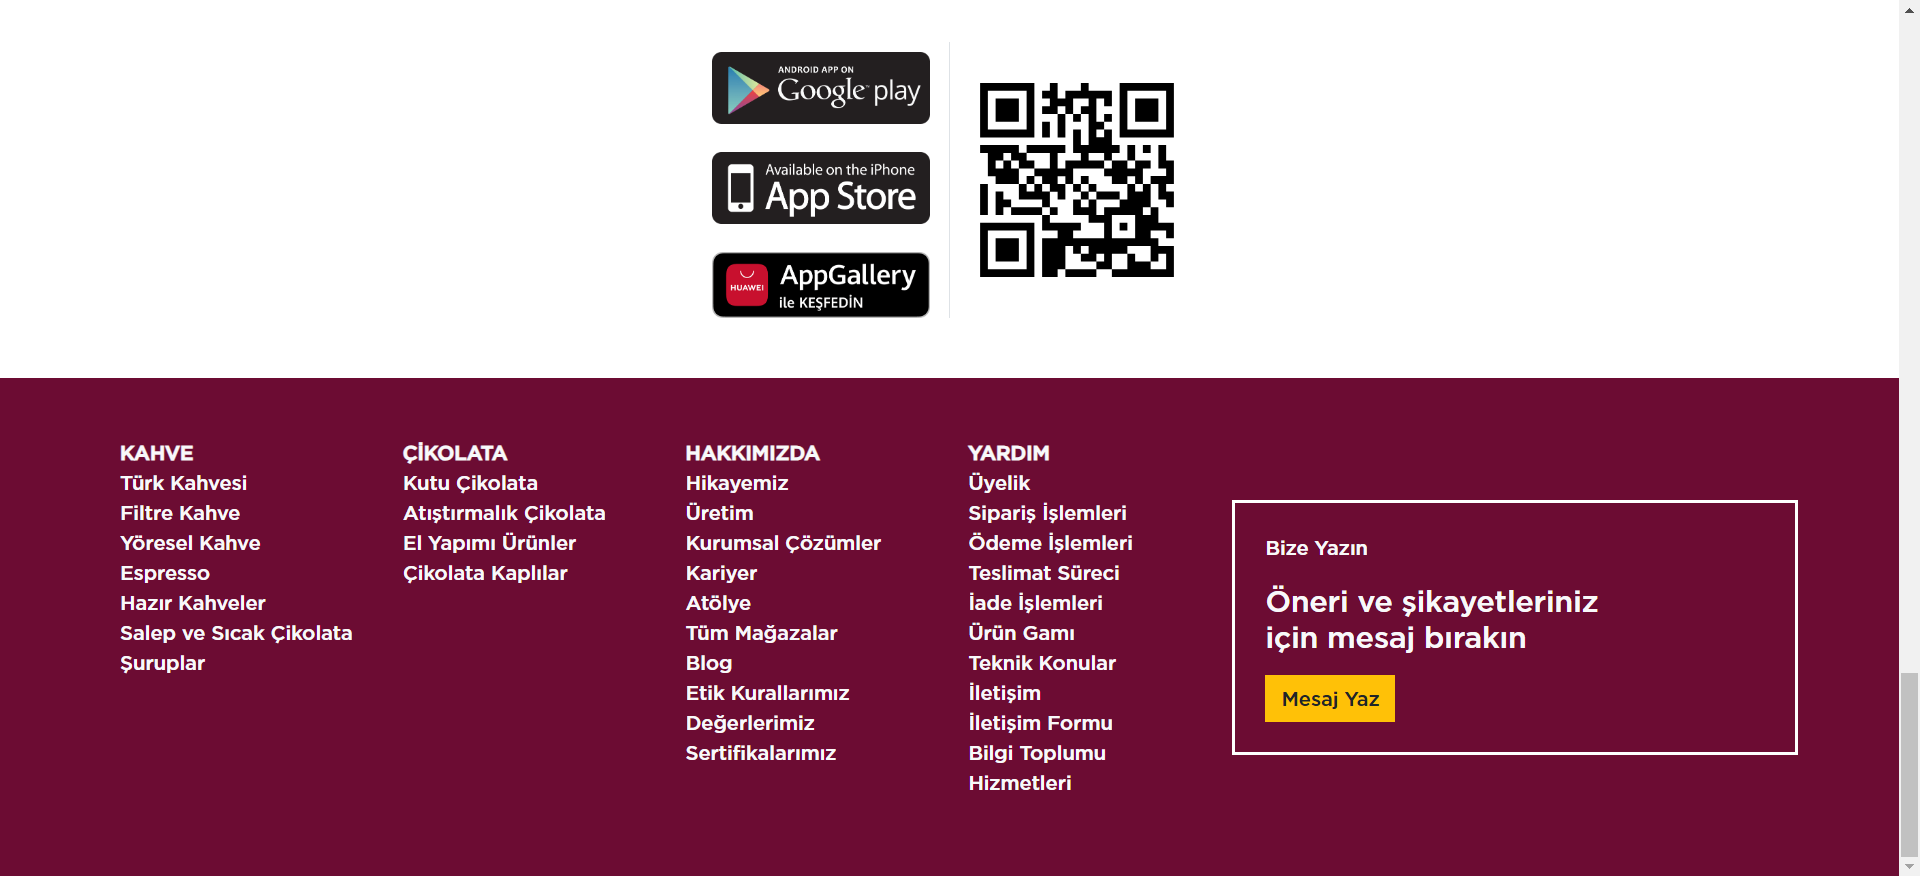 ANDROID APP ON
Google play
Available on the iPhone
App Store
HUAWEI
AppGallery
ile KEŞFEDİN
KAHVE
Türk Kahvesi
Filtre Kahve
Yöresel Kahve
Espresso
Hazır Kahveler
Salep ve Sıcak Çikolata
Şuruplar
ÇİKOLATA
Kutu Çikolata
Atıştırmalık Çikolata
El Yapımı Ürünler
Çikolata Kaplılar
HAKKIMIZDA
Hikayemiz
Üretim
Kurumsal Çözümler
Kariyer
Atölye
Tüm Mağazalar
Blog
Etik Kurallarımız
Değerlerimiz
Sertifikalarımız
YARDIM
Üyelik
Sipariş İşlemleri
Ödeme İşlemleri
Teslimat Süreci
İade İşlemleri
Ürün Gamı
Teknik Konular
İletişim
İletişim Formu
Bilgi Toplumu
Hizmetleri
Bize Yazın
Öneri ve şikayetleriniz
için mesaj bırakın
Mesaj Yaz